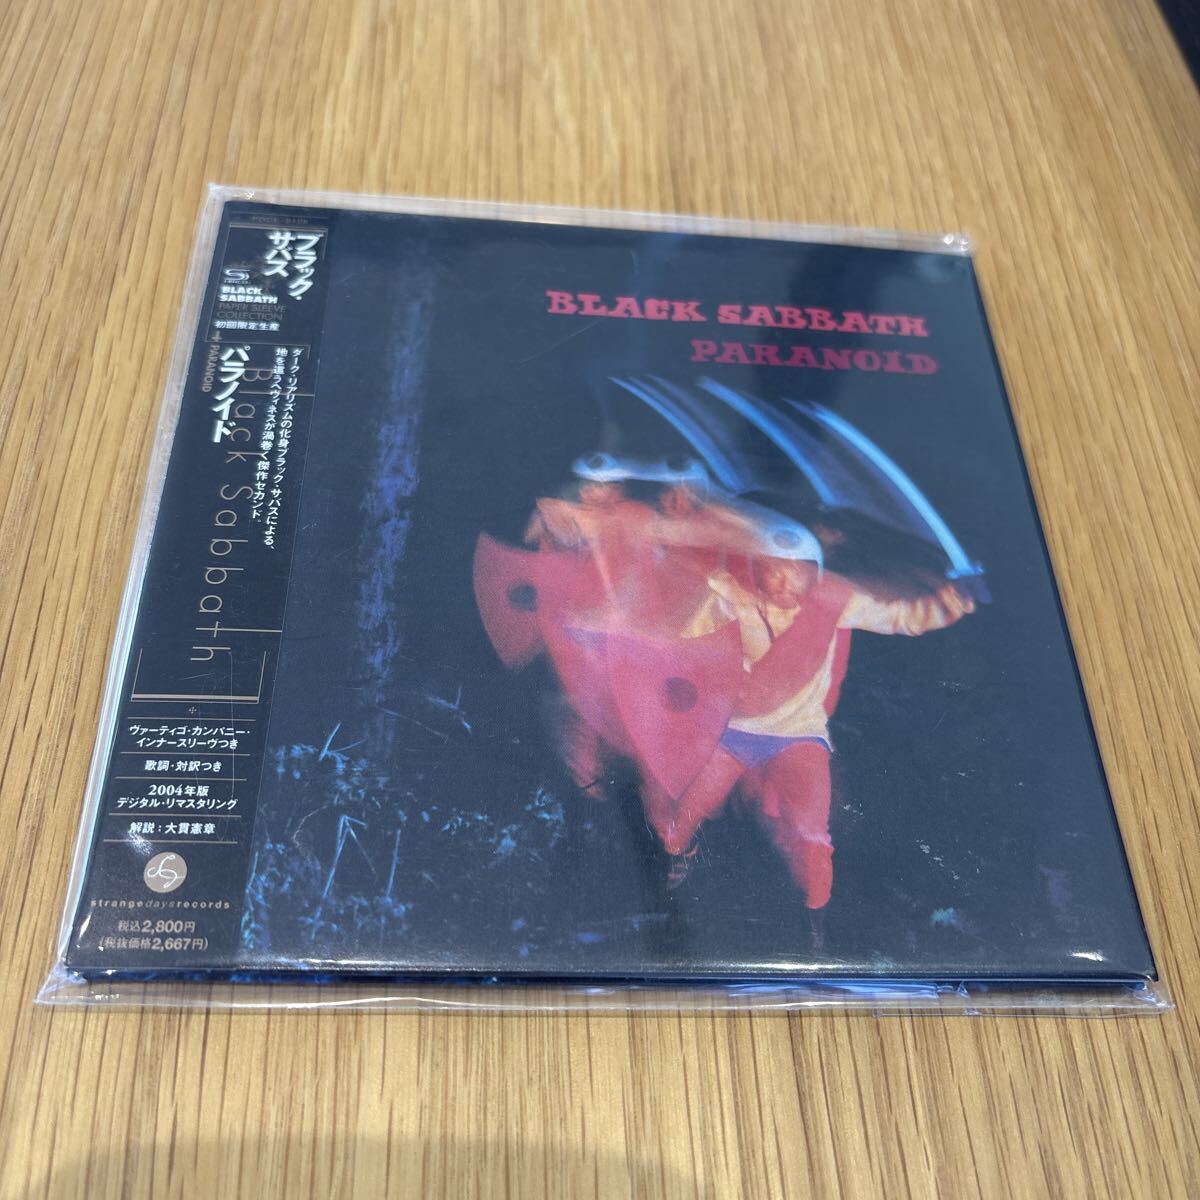 ブラック・
サバス
BLACK
SABBATH
PAPER SLEEVE
COLLECTION
初回限定生産
PARANOID
パラノイド
ダーク・リアリズムの化身ブラック・サバスによる、
地を這うヘヴィネスが渦巻く傑作セカンド。
Black Sabbath
ヴァーティゴ・カンパニー・
インナースリーヴつき
歌詞・対訳つき
2004年版
デジタル・リマスタリング
解説：大貫憲章
strangedaysrecords
税込2,800円
(税抜価格2,667円)
BLACK SABBATH
PARANOID